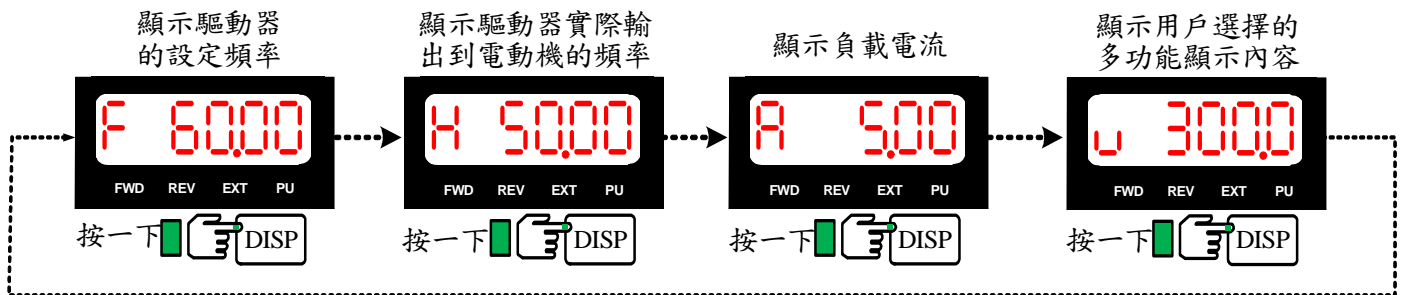 顯示驅動器
的設定頻率
顯示驅動器實際輸
出到電動機的頻率
顯示負載電流
顯示用戶選擇的
多功能顯示內容
F 60.00
H 50.00
A 5.00
u 300.0
FWD REV EXT PU
FWD REV EXT PU
FWD REV EXT PU
FWD REV EXT PU
按一下 DISP
按一下 DISP
按一下 DISP
按一下 DISP